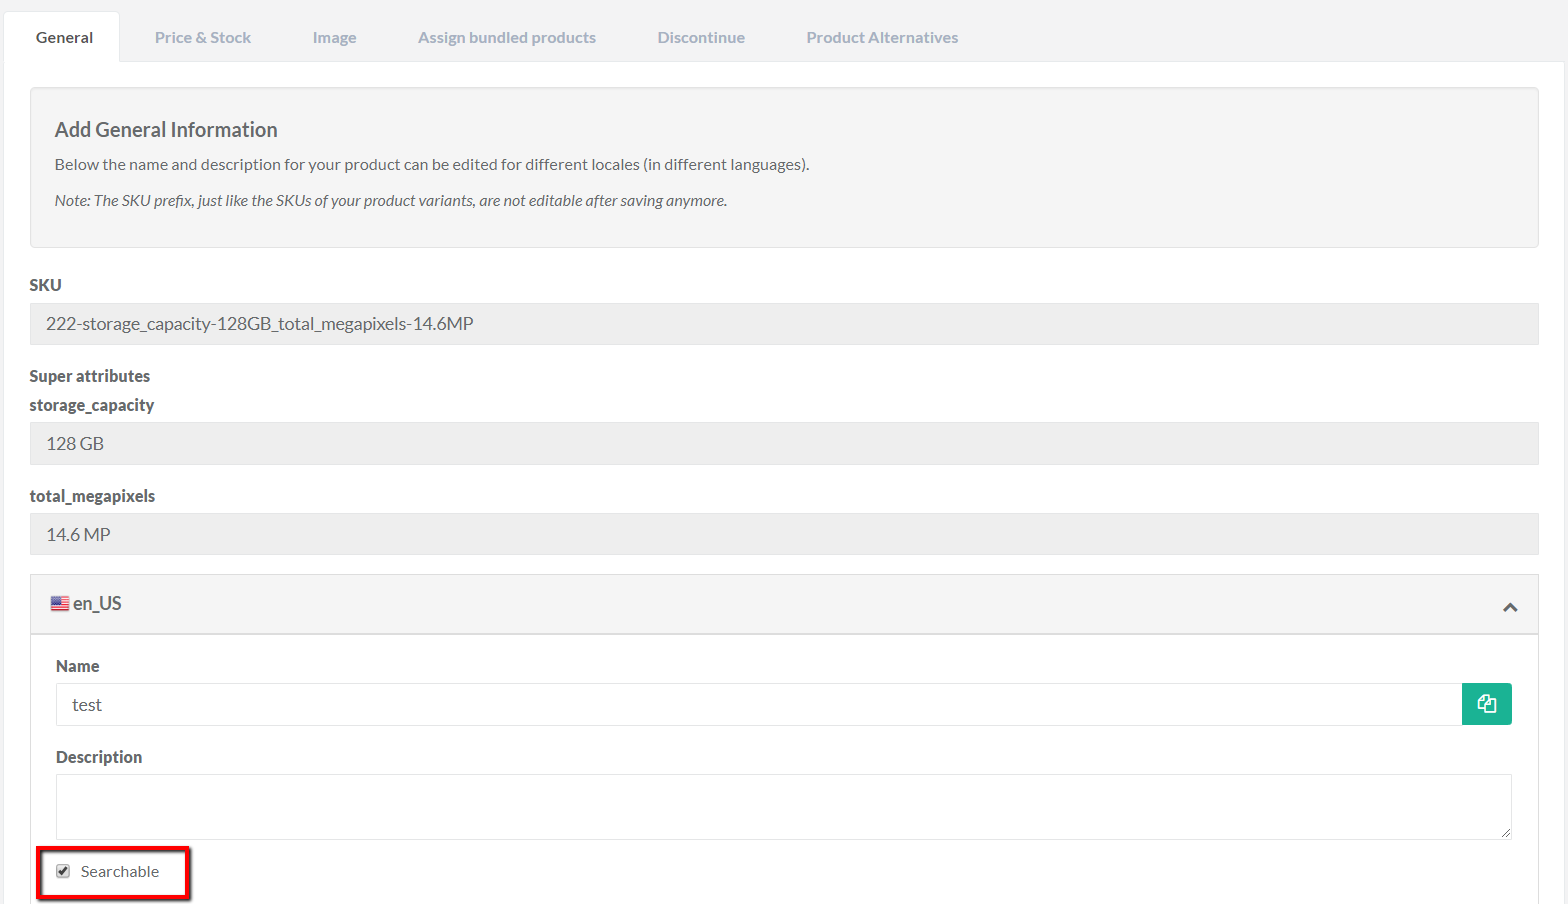 General Price & Stock Image Assign bundled products Discontinue Product Alternatives
Add General Information
Below the name and description for your product can be edited for different locales (in different languages).
Note: The SKU prefix, just like the SKUs of your product variants, are not editable after saving anymore.
SKU
222-storage_capacity-128GB_total_megapixels-14.6MP
Super attributes
storage_capacity
128 GB
total_megapixels
14.6 MP
en_US
Name
test
Description
Searchable